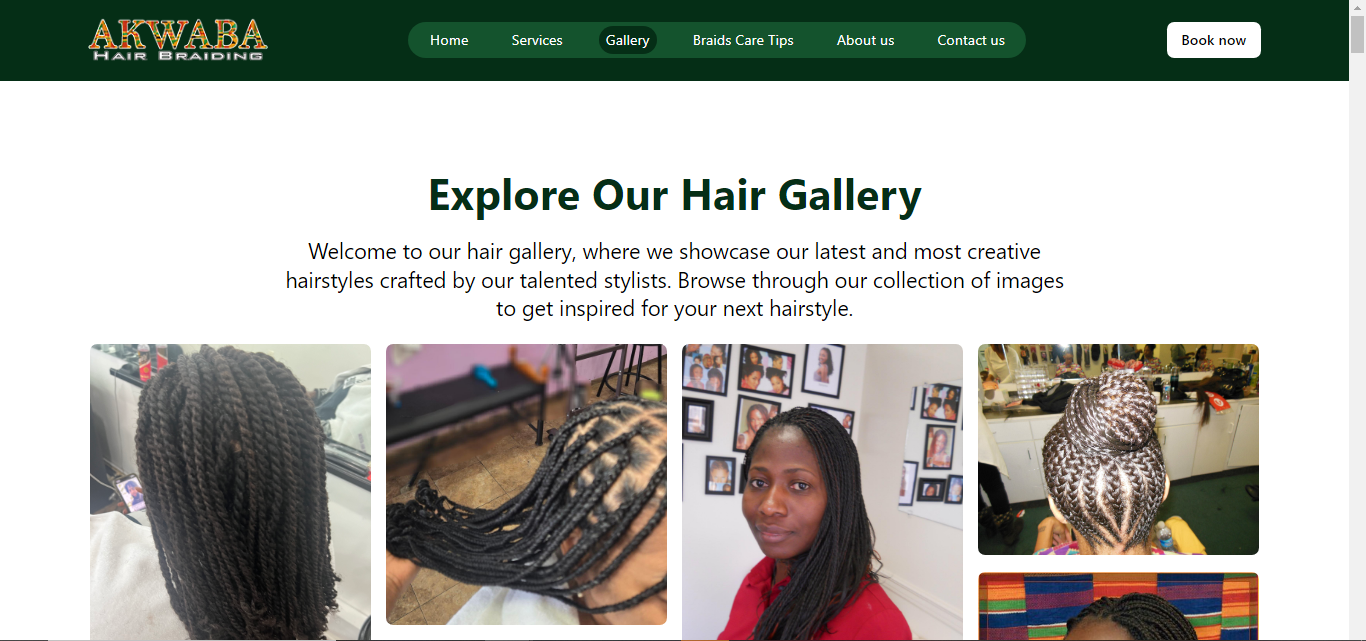 AKWABA
HAIR BRAIDING
Home
Services
Gallery
Braids Care Tips
About us
Contact us
Book now
Explore Our Hair Gallery
Welcome to our hair gallery, where we showcase our latest and most creative
hairstyles crafted by our talented stylists. Browse through our collection of images
to get inspired for your next hairstyle.